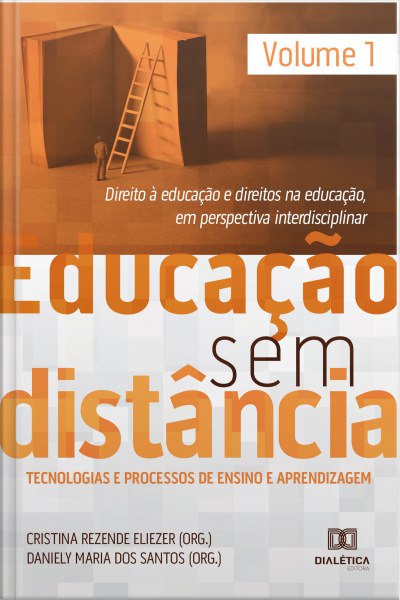 Volume 1
Direito à educação e direitos na educação,
em perspectiva interdisciplinar
Educação
sem
distância
TECNOLOGIAS E PROCESSOS DE ENSINO E APRENDIZAGEM
CRISTINA REZENDE ELIEZER (ORG.)
DANIELY MARIA DOS SANTOS (ORG.)
DIALÉTICA
EDITORA